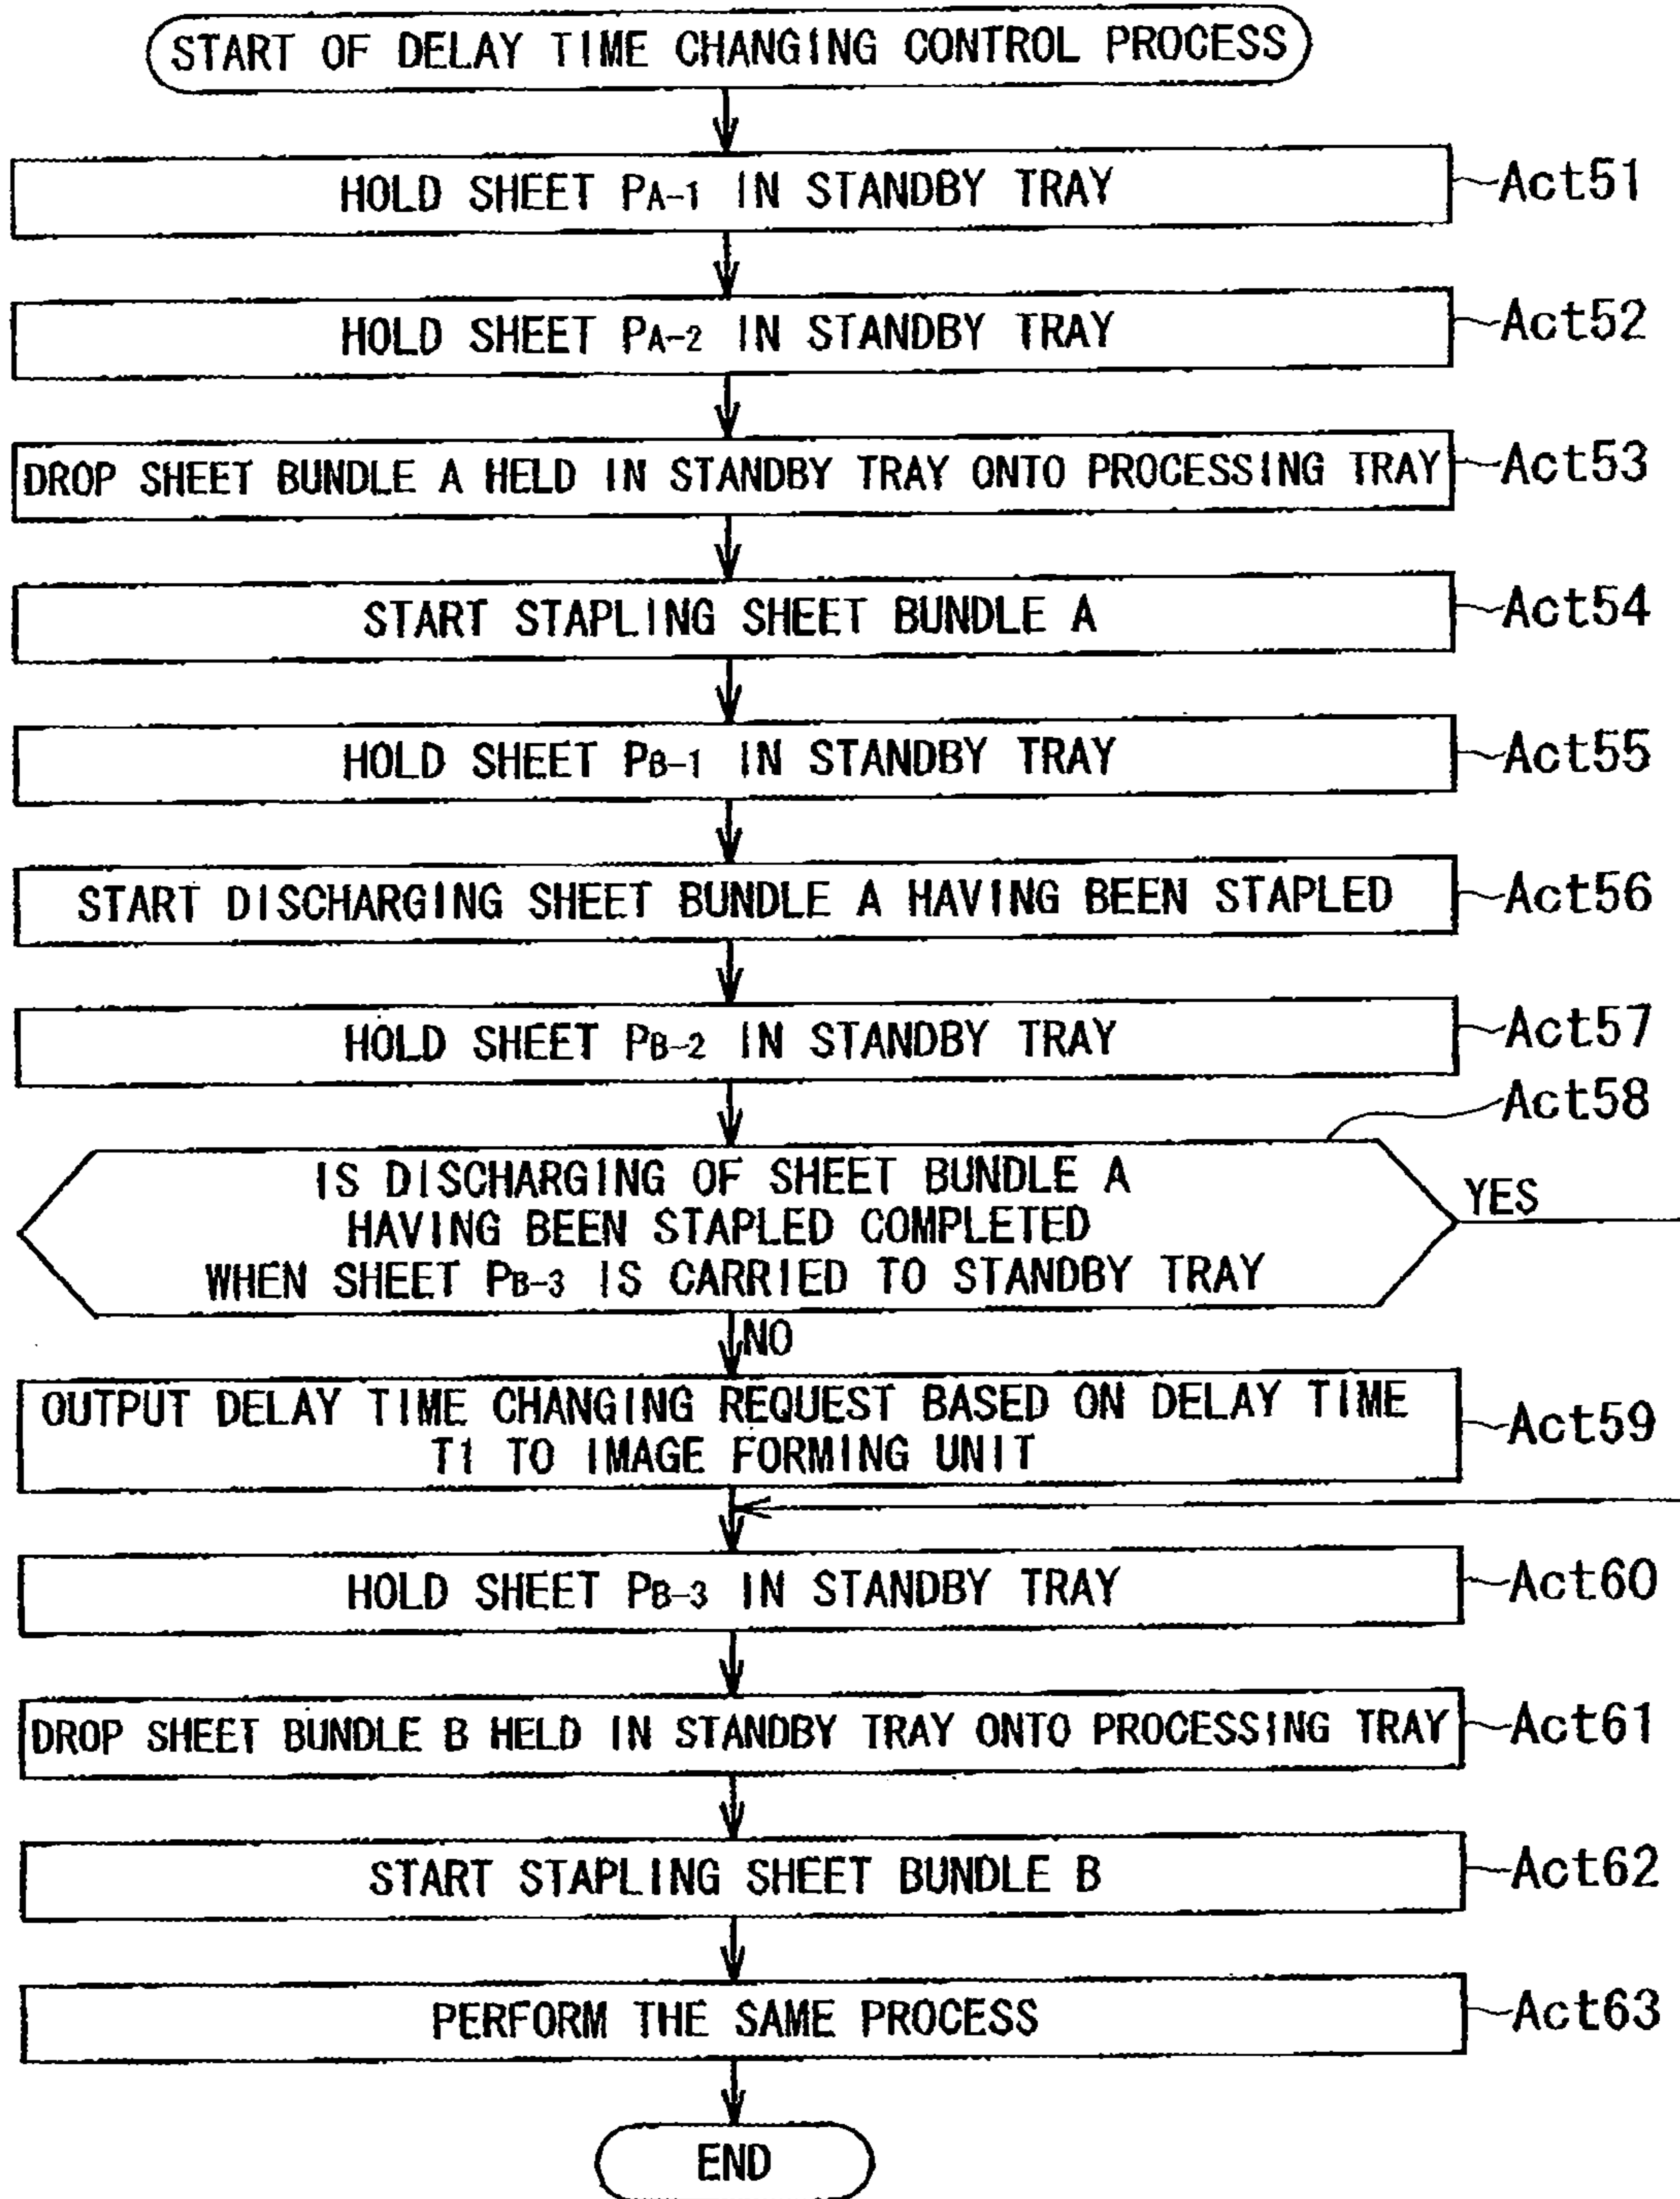 START OF DELAY TIME CHANGING CONTROL PROCESS
HOLD SHEET PA-1 IN STANDBY TRAY
Act51
HOLD SHEET PA-2 IN STANDBY TRAY
Act52
DROP SHEET BUNDLE A HELD IN STANDBY TRAY ONTO PROCESSING TRAY
Act53
START STAPLING SHEET BUNDLE A
Act54
HOLD SHEET PB-1 IN STANDBY TRAY
Act55
START DISCHARGING SHEET BUNDLE A HAVING BEEN STAPLED
Act56
HOLD SHEET PB-2 IN STANDBY TRAY
Act57
Act58
IS DISCHARGING OF SHEET BUNDLE A
HAVING BEEN STAPLED COMPLETED
WHEN SHEET PB-3 IS CARRIED TO STANDBY TRAY
YES
NO
OUTPUT DELAY TIME CHANGING REQUEST BASED ON DELAY TIME
T1 TO IMAGE FORMING UNIT
Act59
HOLD SHEET PB-3 IN STANDBY TRAY
Act60
DROP SHEET BUNDLE B HELD IN STANDBY TRAY ONTO PROCESSING TRAY
Act61
START STAPLING SHEET BUNDLE B
Act62
PERFORM THE SAME PROCESS
Act63
END